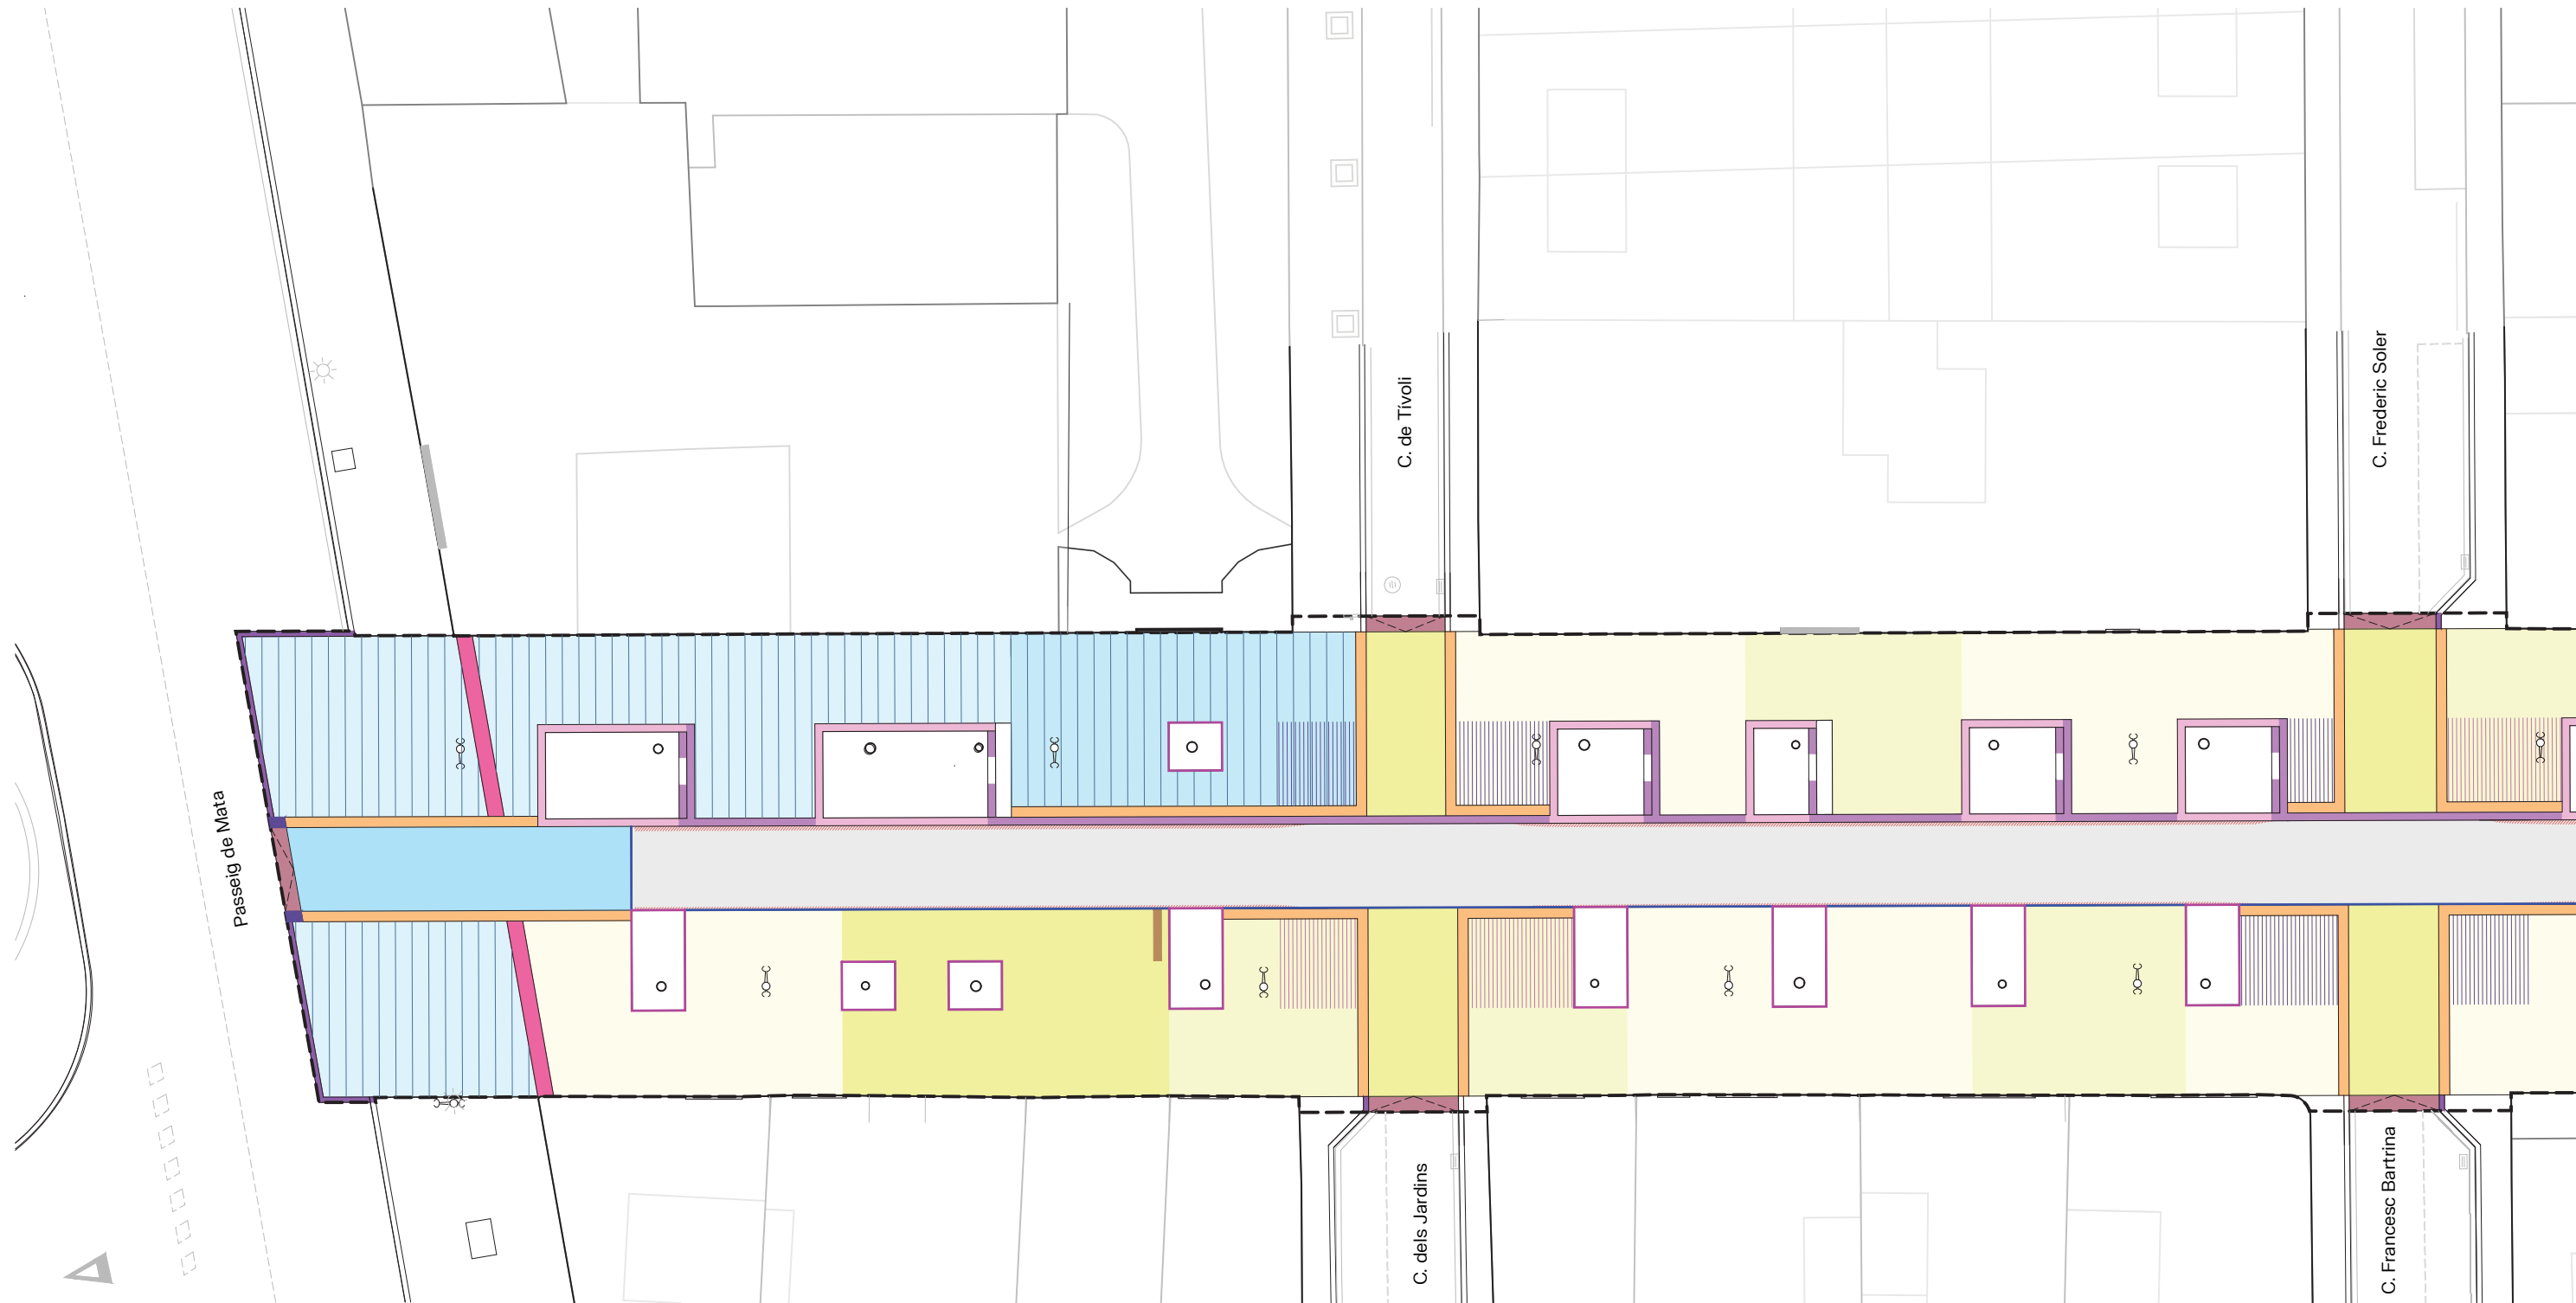 Passeig de Mata
C. de Tívoli
C. Frederic Soler
C. dels Jardins
C. Francesc Bartrina